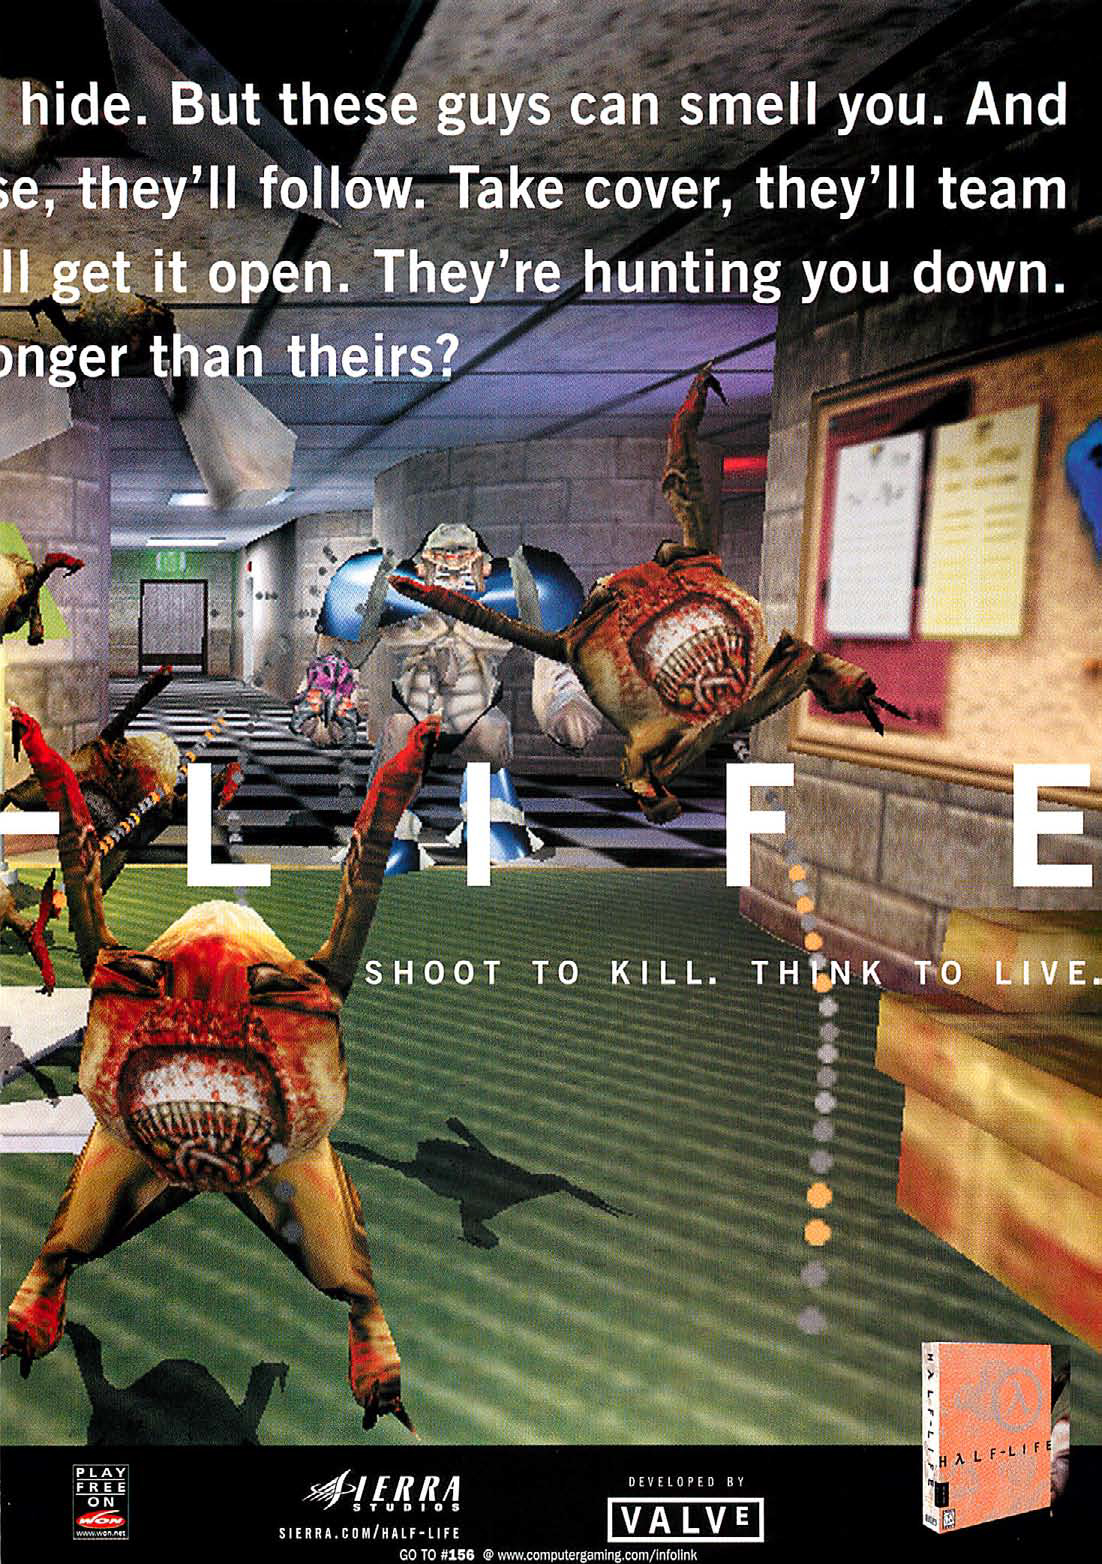 hide. But these guys can smell you. And
se, they'll follow. Take cover, they'll team
ll get it open. They're hunting you down.
onger than theirs?
- L I F E
SHOOT TO KILL. THINK TO LIVE.
PLAY
FREE
ON
WON
www.won.net
SIERRA
STUDIOS
SIERRA.COM/HALF-LIFE
DEVELOPED BY
VALVE
GO TO #156 @ www.computergaming.com/infolink
HALF-LIFE
HλLF-LIFE